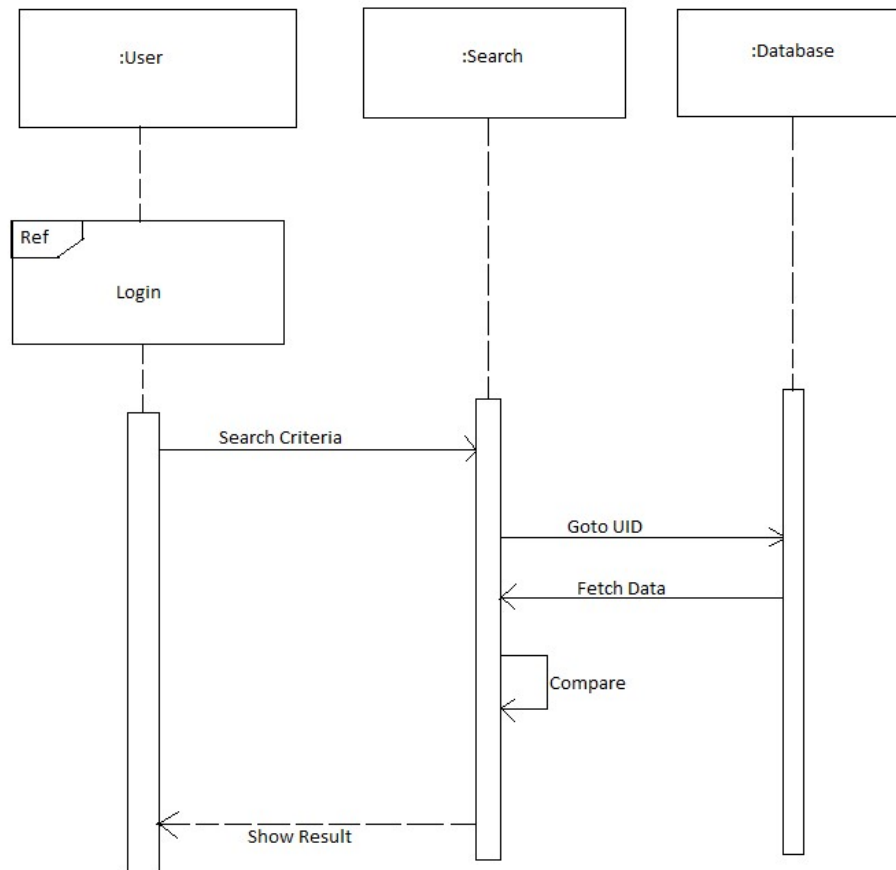 :User
:Search
:Database
Ref
Login
Search Criteria
Goto UID
Fetch Data
Compare
Show Result